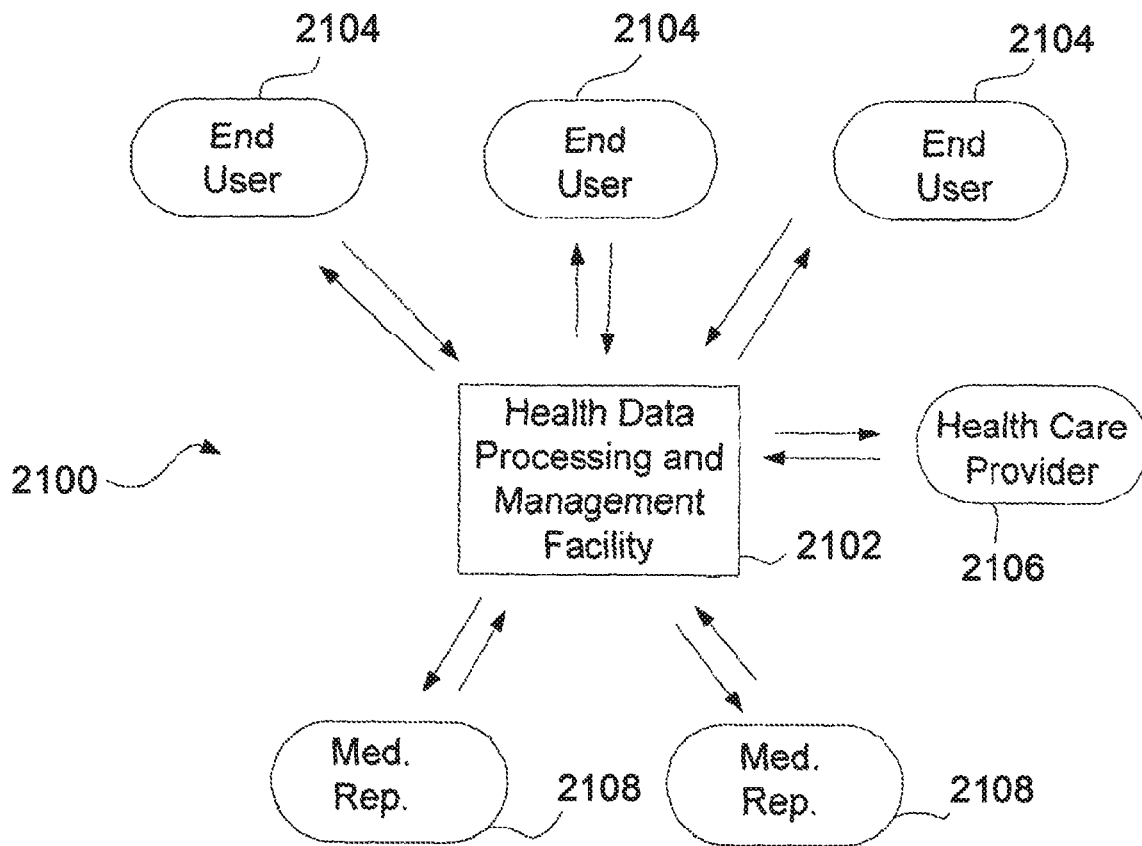 2104
2104
2104
End
User
End
User
End
User
Health Data
Processing and
Management
Facility
Health Care
Provider
2100
2102
2106
Med.
Rep.
2108
Med.
Rep.
2108